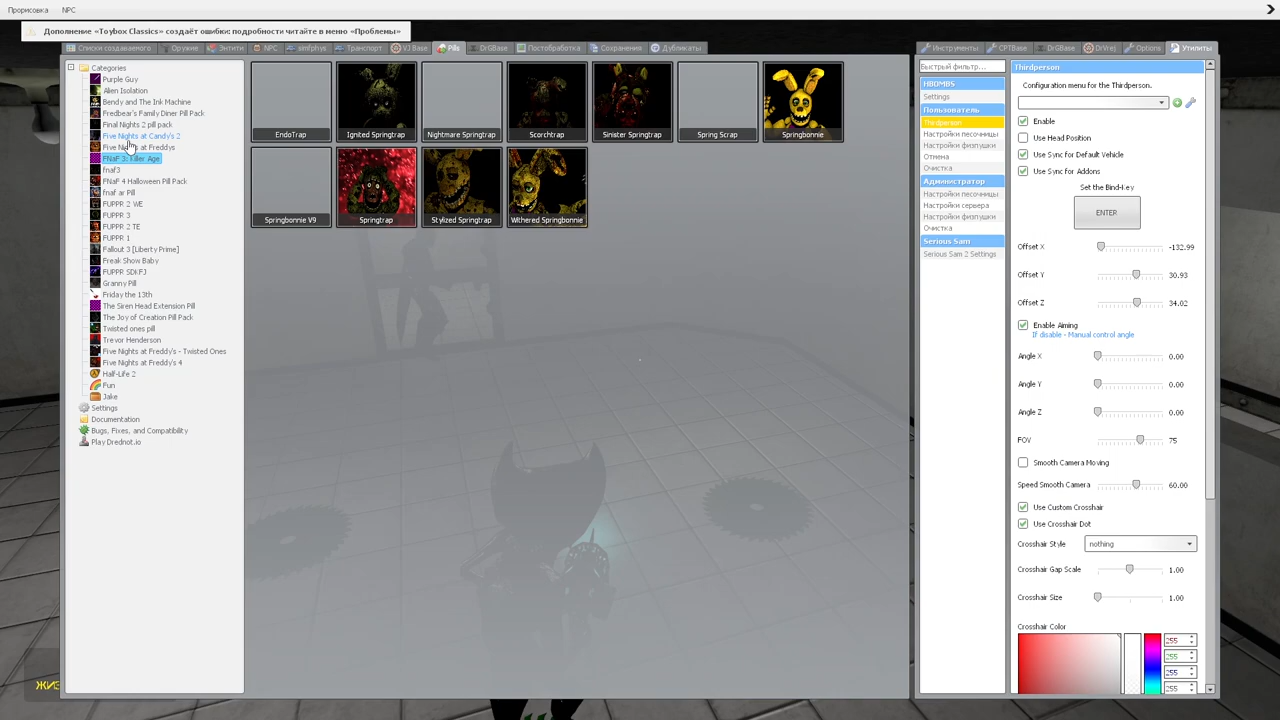 Прорисовка NPC
Дополнение «Toybox Classics» создаёт ошибки: подробности читайте в меню «Проблемы»
Списки создаваемого Оружие Энтити NPC simfphys Транспорт VJ Base Pills DrGBase Постобработка Сохранения Дубликаты
Инструменты CPTBase DrGBase DrVrej Options Утилиты
Categories
Purple Guy
Alien Isolation
Bendy and The Ink Machine
Fredbear's Family Diner Pill Pack
Final Nights 2 pill pack
Five Nights at Candy's 2
Five Nights at Freddys
FNaF 3: Killer Age
fnaf3
FNaF 4 Halloween Pill Pack
fnaf ar Pill
FUPPR 2 WE
FUPPR 3
FUPPR 2 TE
FUPPR 1
Fallout 3 [Liberty Prime]
Freak Show Baby
FUPPR SDLFJ
Granny Pill
Friday the 13th
The Siren Head Extension Pill
The Joy of Creation Pill Pack
Twisted ones pill
Trevor Henderson
Five Nights at Freddy's - Twisted Ones
Five Nights at Freddy's 4
Half-Life 2
Fun
Jake
Settings
Documentation
Bugs, Fixes, and Compatibility
Play Drednot.io
EndoTrap
Ignited Springtrap
Nightmare Springtrap
Scorchtrap
Sinister Springtrap
Spring Scrap
Springbonnie
Springbonnie V9
Springtrap
Stylized Springtrap
Withered Springbonnie
Быстрый фильтр...
HBOMBS
Settings
Пользователь
Thirdperson
Настройки песочницы
Настройки физпушки
Отмена
Очистка
Администратор
Настройки песочницы
Настройки серьера
Настройки физпушки
Очистка
Serious Sam
Serious Sam 2 Settings
Thirdperson
Configuration menu for the Thirdperson.
Enable
Use Head Position
Use Sync for Default Vehicle
Use Sync for Addons
Set the Bind-Key
ENTER
Offset X -132.99
Offset Y 30.93
Offset Z 34.02
Enable Aiming
If disable - Manual control angle
Angle X 0.00
Angle Y 0.00
Angle Z 0.00
FOV 75
Smooth Camera Moving
Speed Smooth Camera 60.00
Use Custom Crosshair
Use Crosshair Dot
Crosshair Style nothing
Crosshair Gap Scale 1.00
Crosshair Size 1.00
Crosshair Color
255
255
255
255